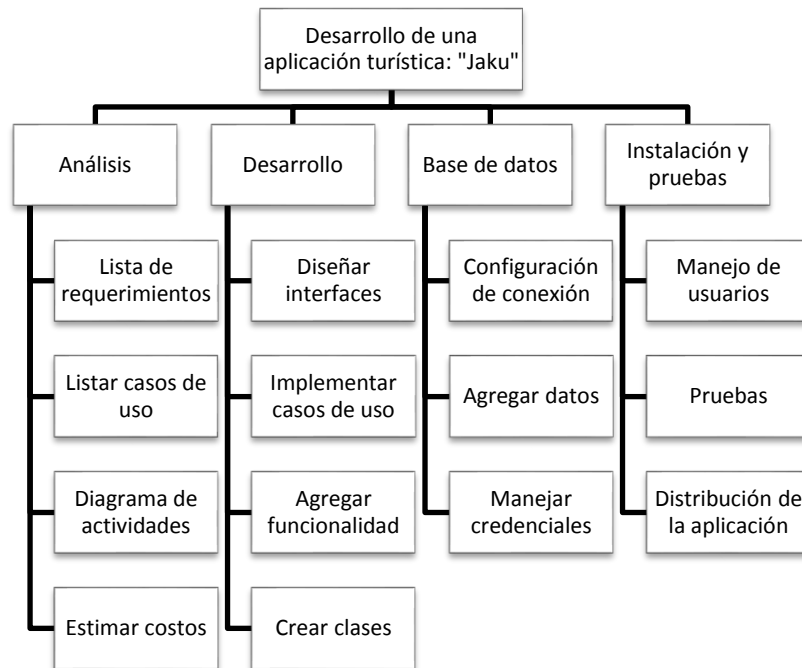 Desarrollo de una
aplicación turística: "Jaku"
Análisis
Desarrollo
Base de datos
Instalación y
pruebas
Lista de
requerimientos
Diseñar
interfaces
Configuración
de conexión
Manejo de
usuarios
Listar casos de
uso
Implementar
casos de uso
Agregar datos
Pruebas
Diagrama de
actividades
Agregar
funcionalidad
Manejar
credenciales
Distribución de
la aplicación
Estimar costos
Crear clases